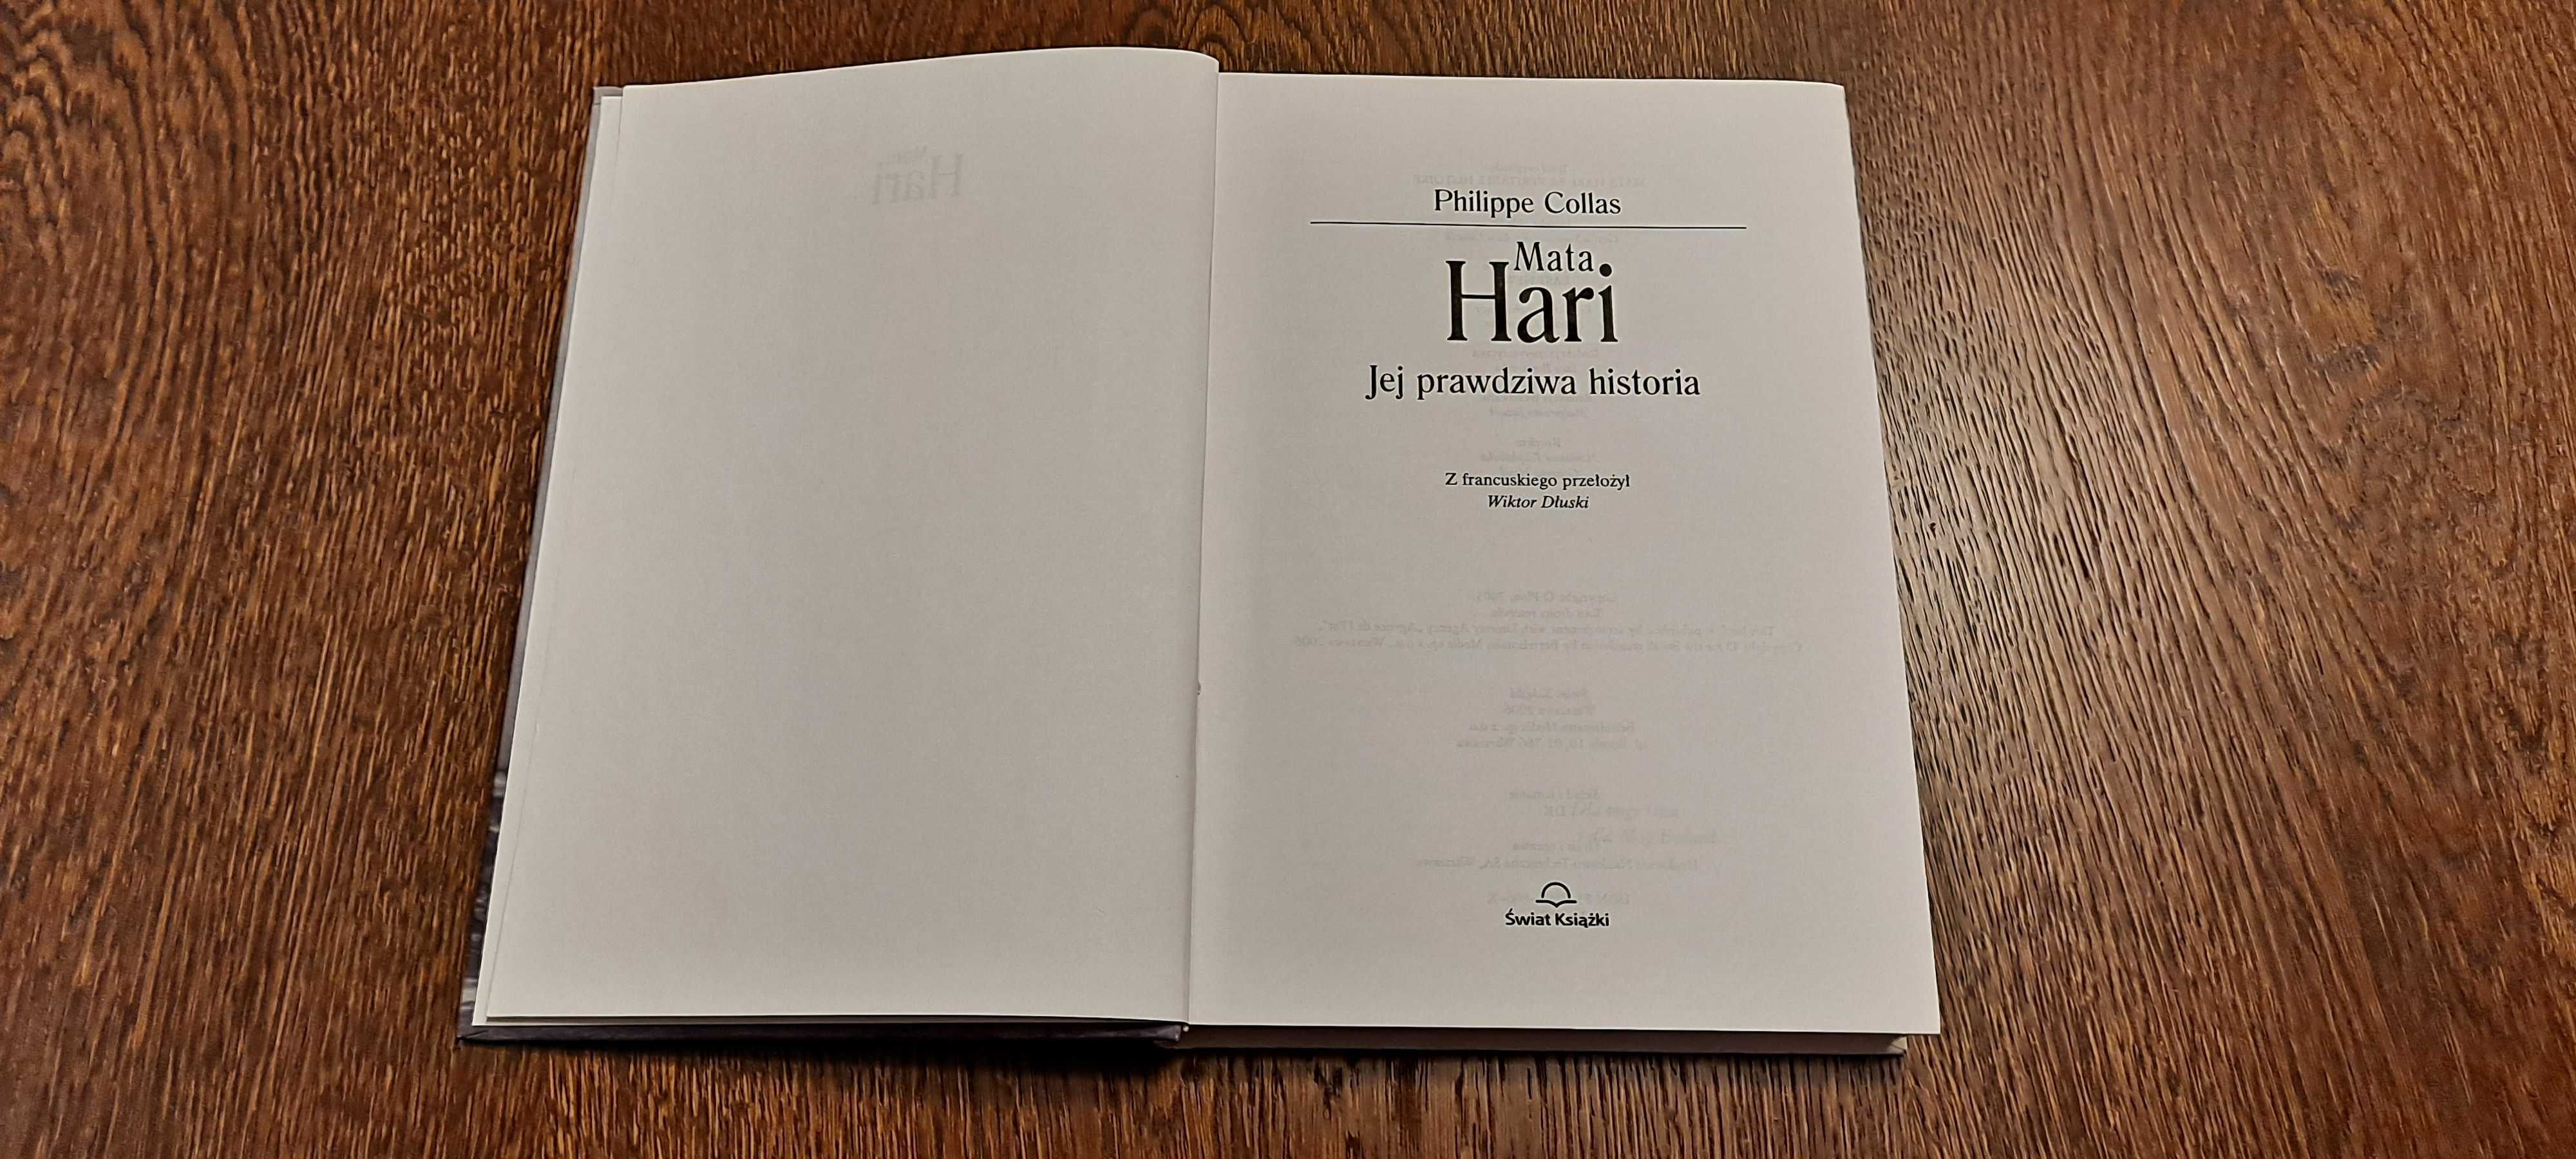 Philippe Collas
Mata
Hari
Jej prawdziwa historia
Z francuskiego przełożył
Wiktor Dłuski
Świat Książki